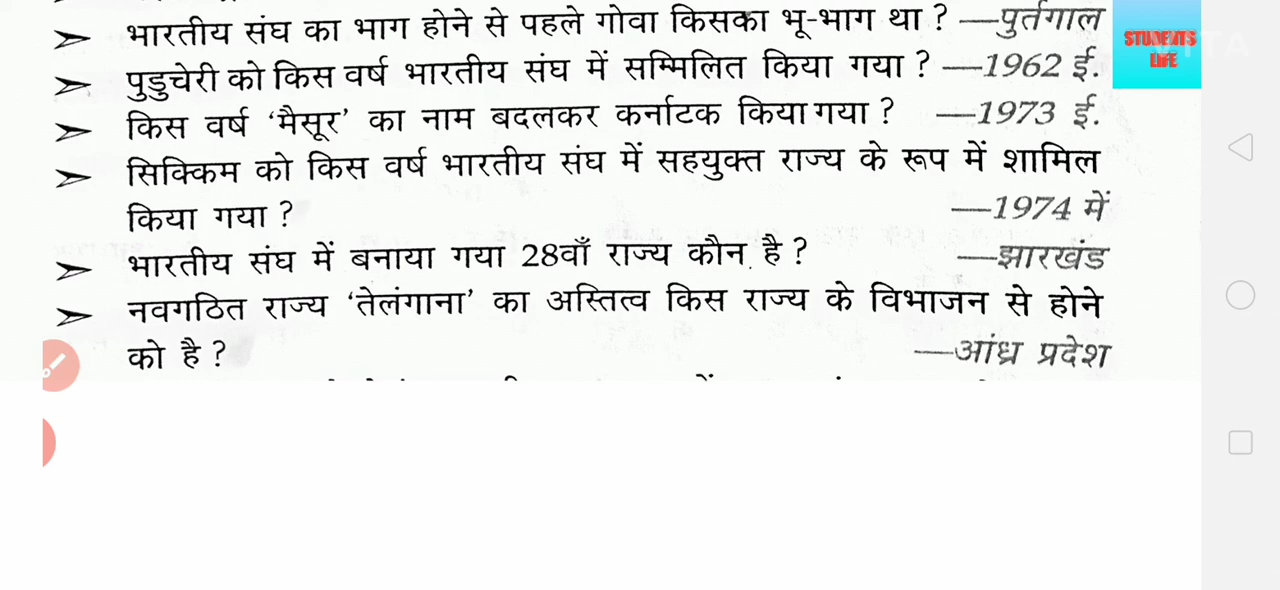 ➢ भारतीय संघ का भाग होने से पहले गोवा किसका भू-भाग था ? —पुर्तगाल
➢ पुडुचेरी को किस वर्ष भारतीय संघ में सम्मिलित किया गया ? —1962 ई.
➢ किस वर्ष ‘मैसूर’ का नाम बदलकर कर्नाटक किया गया ? —1973 ई.
➢ सिक्किम को किस वर्ष भारतीय संघ में सहयुक्त राज्य के रूप में शामिल
किया गया ? —1974 में
➢ भारतीय संघ में बनाया गया 28वाँ राज्य कौन है ? —झारखंड
➢ नवगठित राज्य ‘तेलंगाना’ का अस्तित्व किस राज्य के विभाजन से होने
को है ? —आंध्र प्रदेश
STUDENTS
LIFE